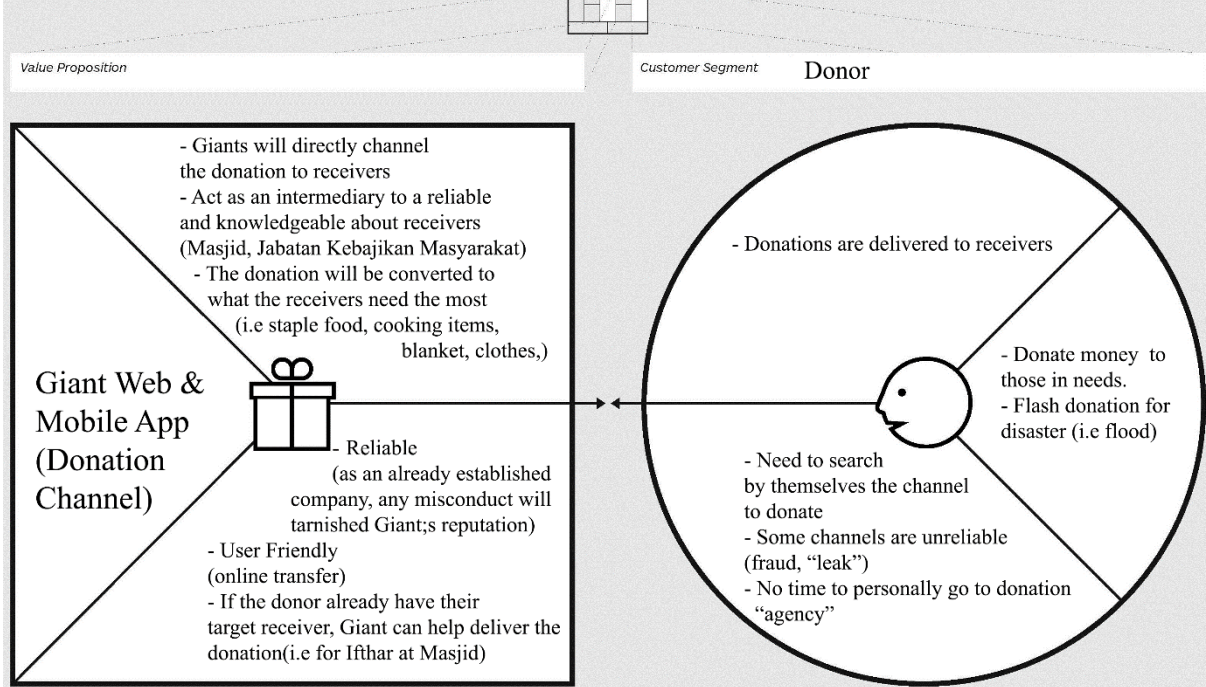 Value Proposition
Customer Segment
Donor
- Giants will directly channel
the donation to receivers
- Act as an intermediary to a reliable
and knowledgeable about receivers
(Masjid, Jabatan Kebajikan Masyarakat)
- The donation will be converted to
what the receivers need the most
(i.e staple food, cooking items,
blanket, clothes,)
Giant Web &
Mobile App
(Donation
Channel)
- Reliable
(as an already established
company, any misconduct will
tarnished Giant;s reputation)
- User Friendly
(online transfer)
- If the donor already have their
target receiver, Giant can help deliver the
donation(i.e for Ifthar at Masjid)
- Donations are delivered to receivers
- Donate money to
those in needs.
- Flash donation for
disaster (i.e flood)
- Need to search
by themselves the channel
to donate
- Some channels are unreliable
(fraud, “leak”)
- No time to personally go to donation
“agency”